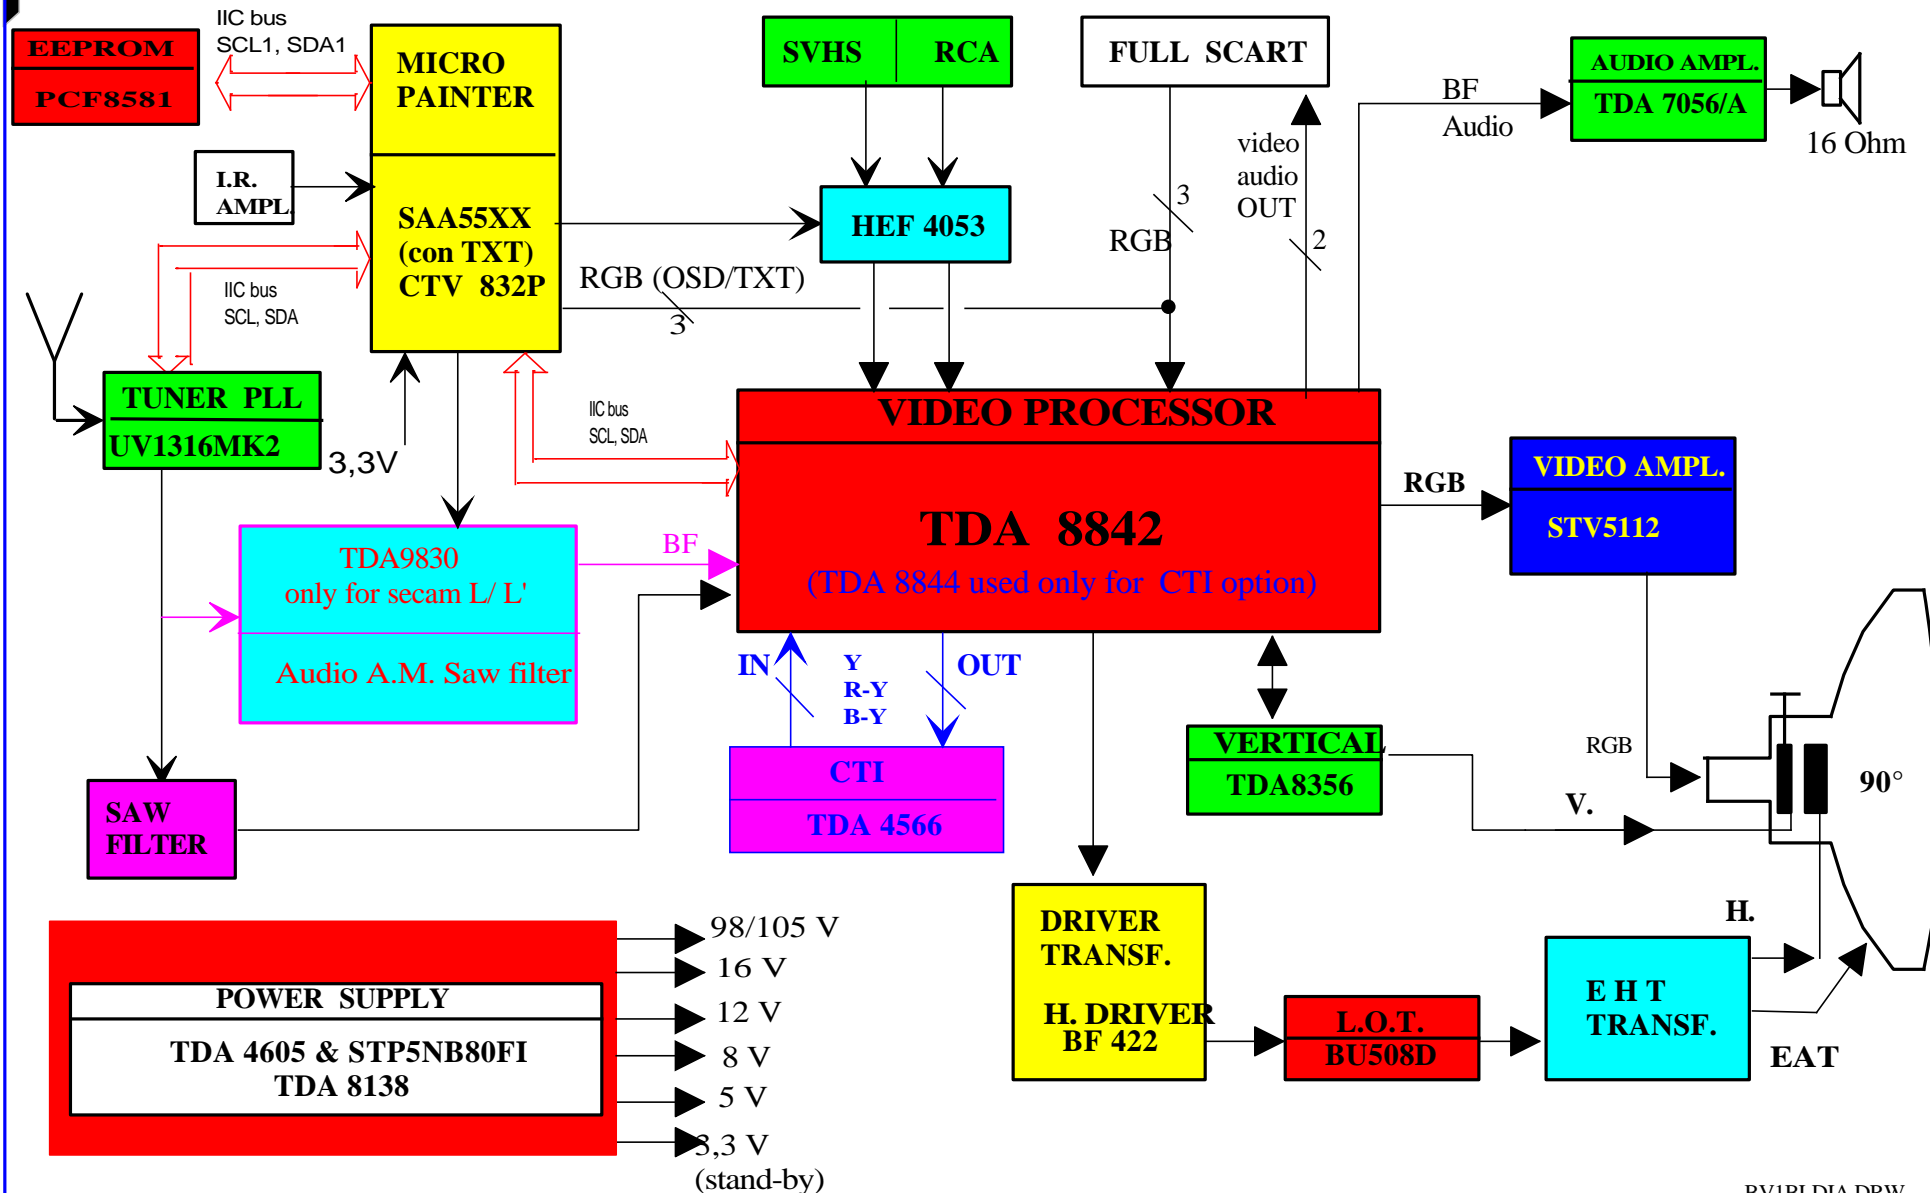 IIC bus
SCL1, SDA1
EEPROM
PCF8581
MICRO
PAINTER
SVHS
RCA
FULL SCART
AUDIO AMPL.
TDA 7056/A
BF
Audio
16 Ohm
video
audio
OUT
2
3
RGB
I.R.
AMPL.
SAA55XX
(con TXT)
CTV 832P
HEF 4053
RGB (OSD/TXT)
3
IIC bus
SCL, SDA
TUNER PLL
UV1316MK2
3,3V
IIC bus
SCL, SDA
VIDEO PROCESSOR
TDA 8842
(TDA 8844 used only for CTI option)
RGB
VIDEO AMPL.
STV5112
TDA9830
only for secam L/ L'
Audio A.M. Saw filter
BF
IN
Y
R-Y
B-Y
OUT
CTI
TDA 4566
VERTICAL
TDA8356
RGB
90°
V.
SAW
FILTER
H.
DRIVER
TRANSF.
H. DRIVER
BF 422
L.O.T.
BU508D
E H T
TRANSF.
EAT
POWER SUPPLY
TDA 4605 & STP5NB80FI
TDA 8138
98/105 V
16 V
12 V
8 V
5 V
3,3 V
(stand-by)